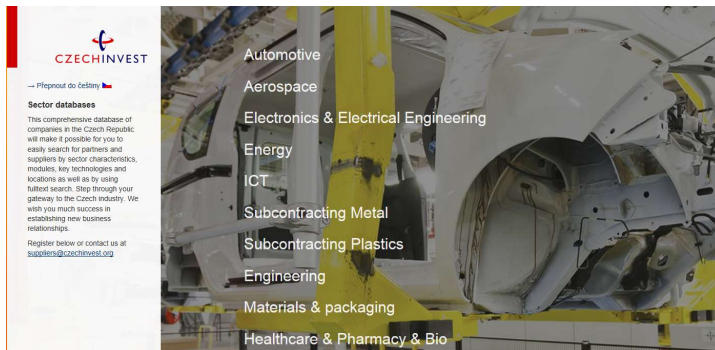 CZECHINVEST
→ Přepnout do češtiny
Sector databases
This comprehensive database of
companies in the Czech Republic
will make it possible for you to
easily search for partners and
suppliers by sector characteristics,
modules, key technologies and
locations as well as by using
fulltext search. Step through your
gateway to the Czech industry. We
wish you much success in
establishing new business
relationships.
Register below or contact us at
suppliers@czechinvest.org
Automotive
Aerospace
Electronics & Electrical Engineering
Energy
ICT
Subcontracting Metal
Subcontracting Plastics
Engineering
Materials & packaging
Healthcare & Pharmacy & Bio